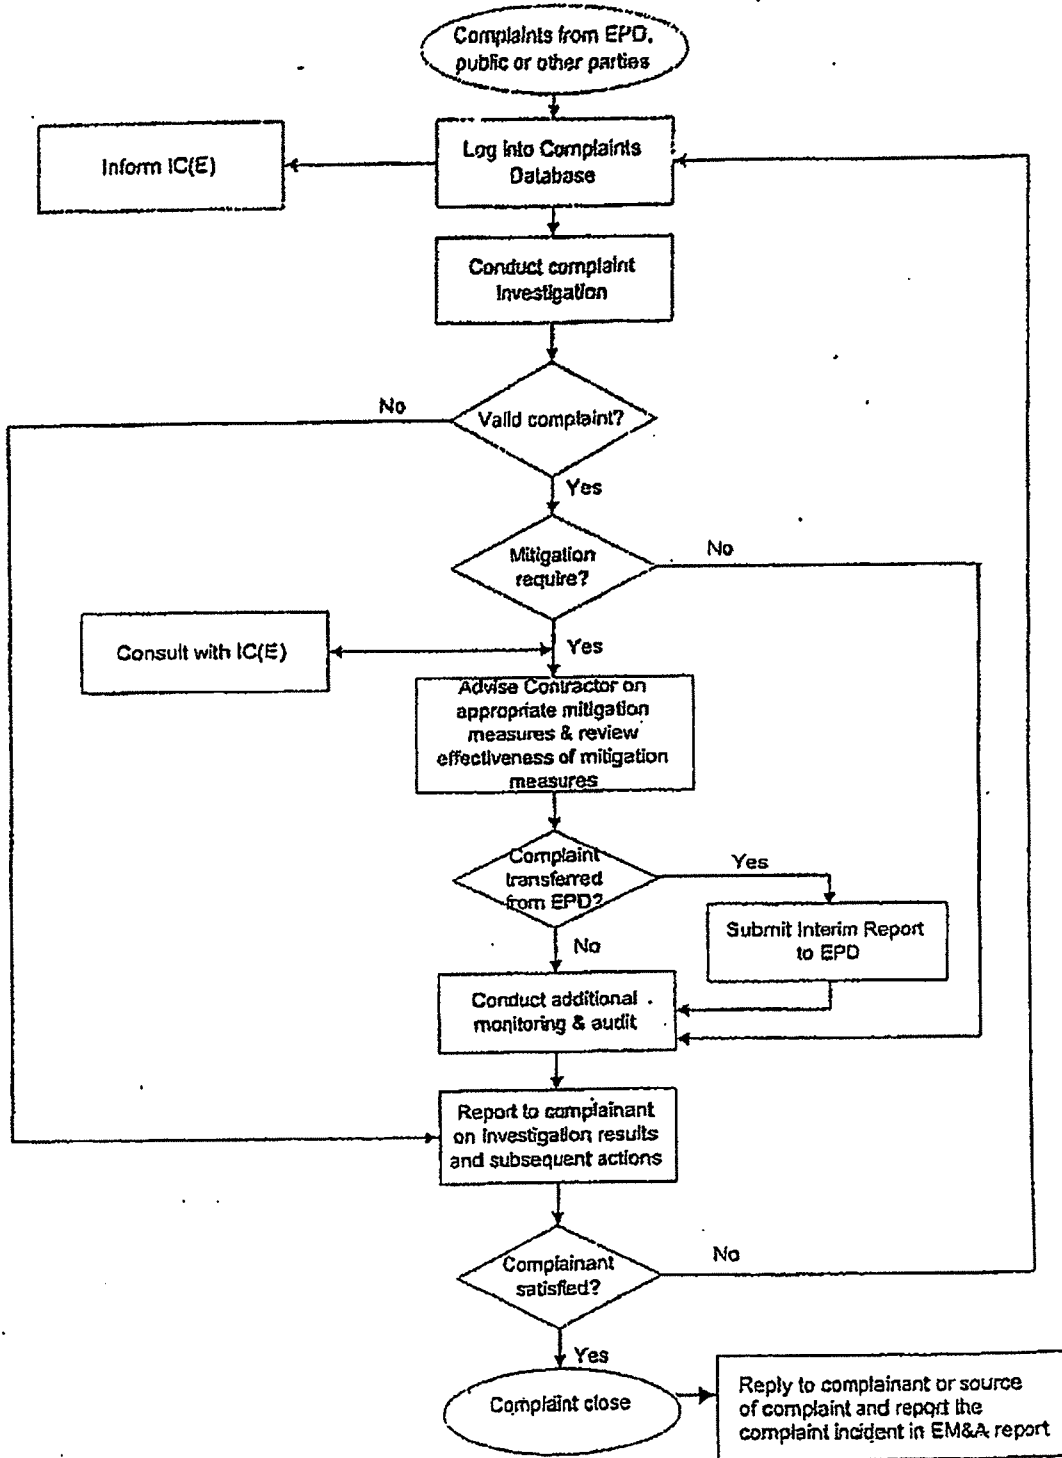 Complaints from EPD,
public or other parties
Inform IC(E)
Log into Complaints
Database
Conduct complaint
Investigation
No
Valid complaint?
Yes
Mitigation
require?
No
Consult with IC(E)
Yes
Advise Contractor on
appropriate mitigation
measures & review
effectiveness of mitigation
measures
Complaint
transferred
from EPD?
Yes
Submit Interim Report
to EPD
No
Conduct additional
monitoring & audit
Report to complainant
on investigation results
and subsequent actions
Complainant
satisfied?
No
Yes
Complaint close
Reply to complainant or source
of complaint and report the
complaint incident in EM&A report